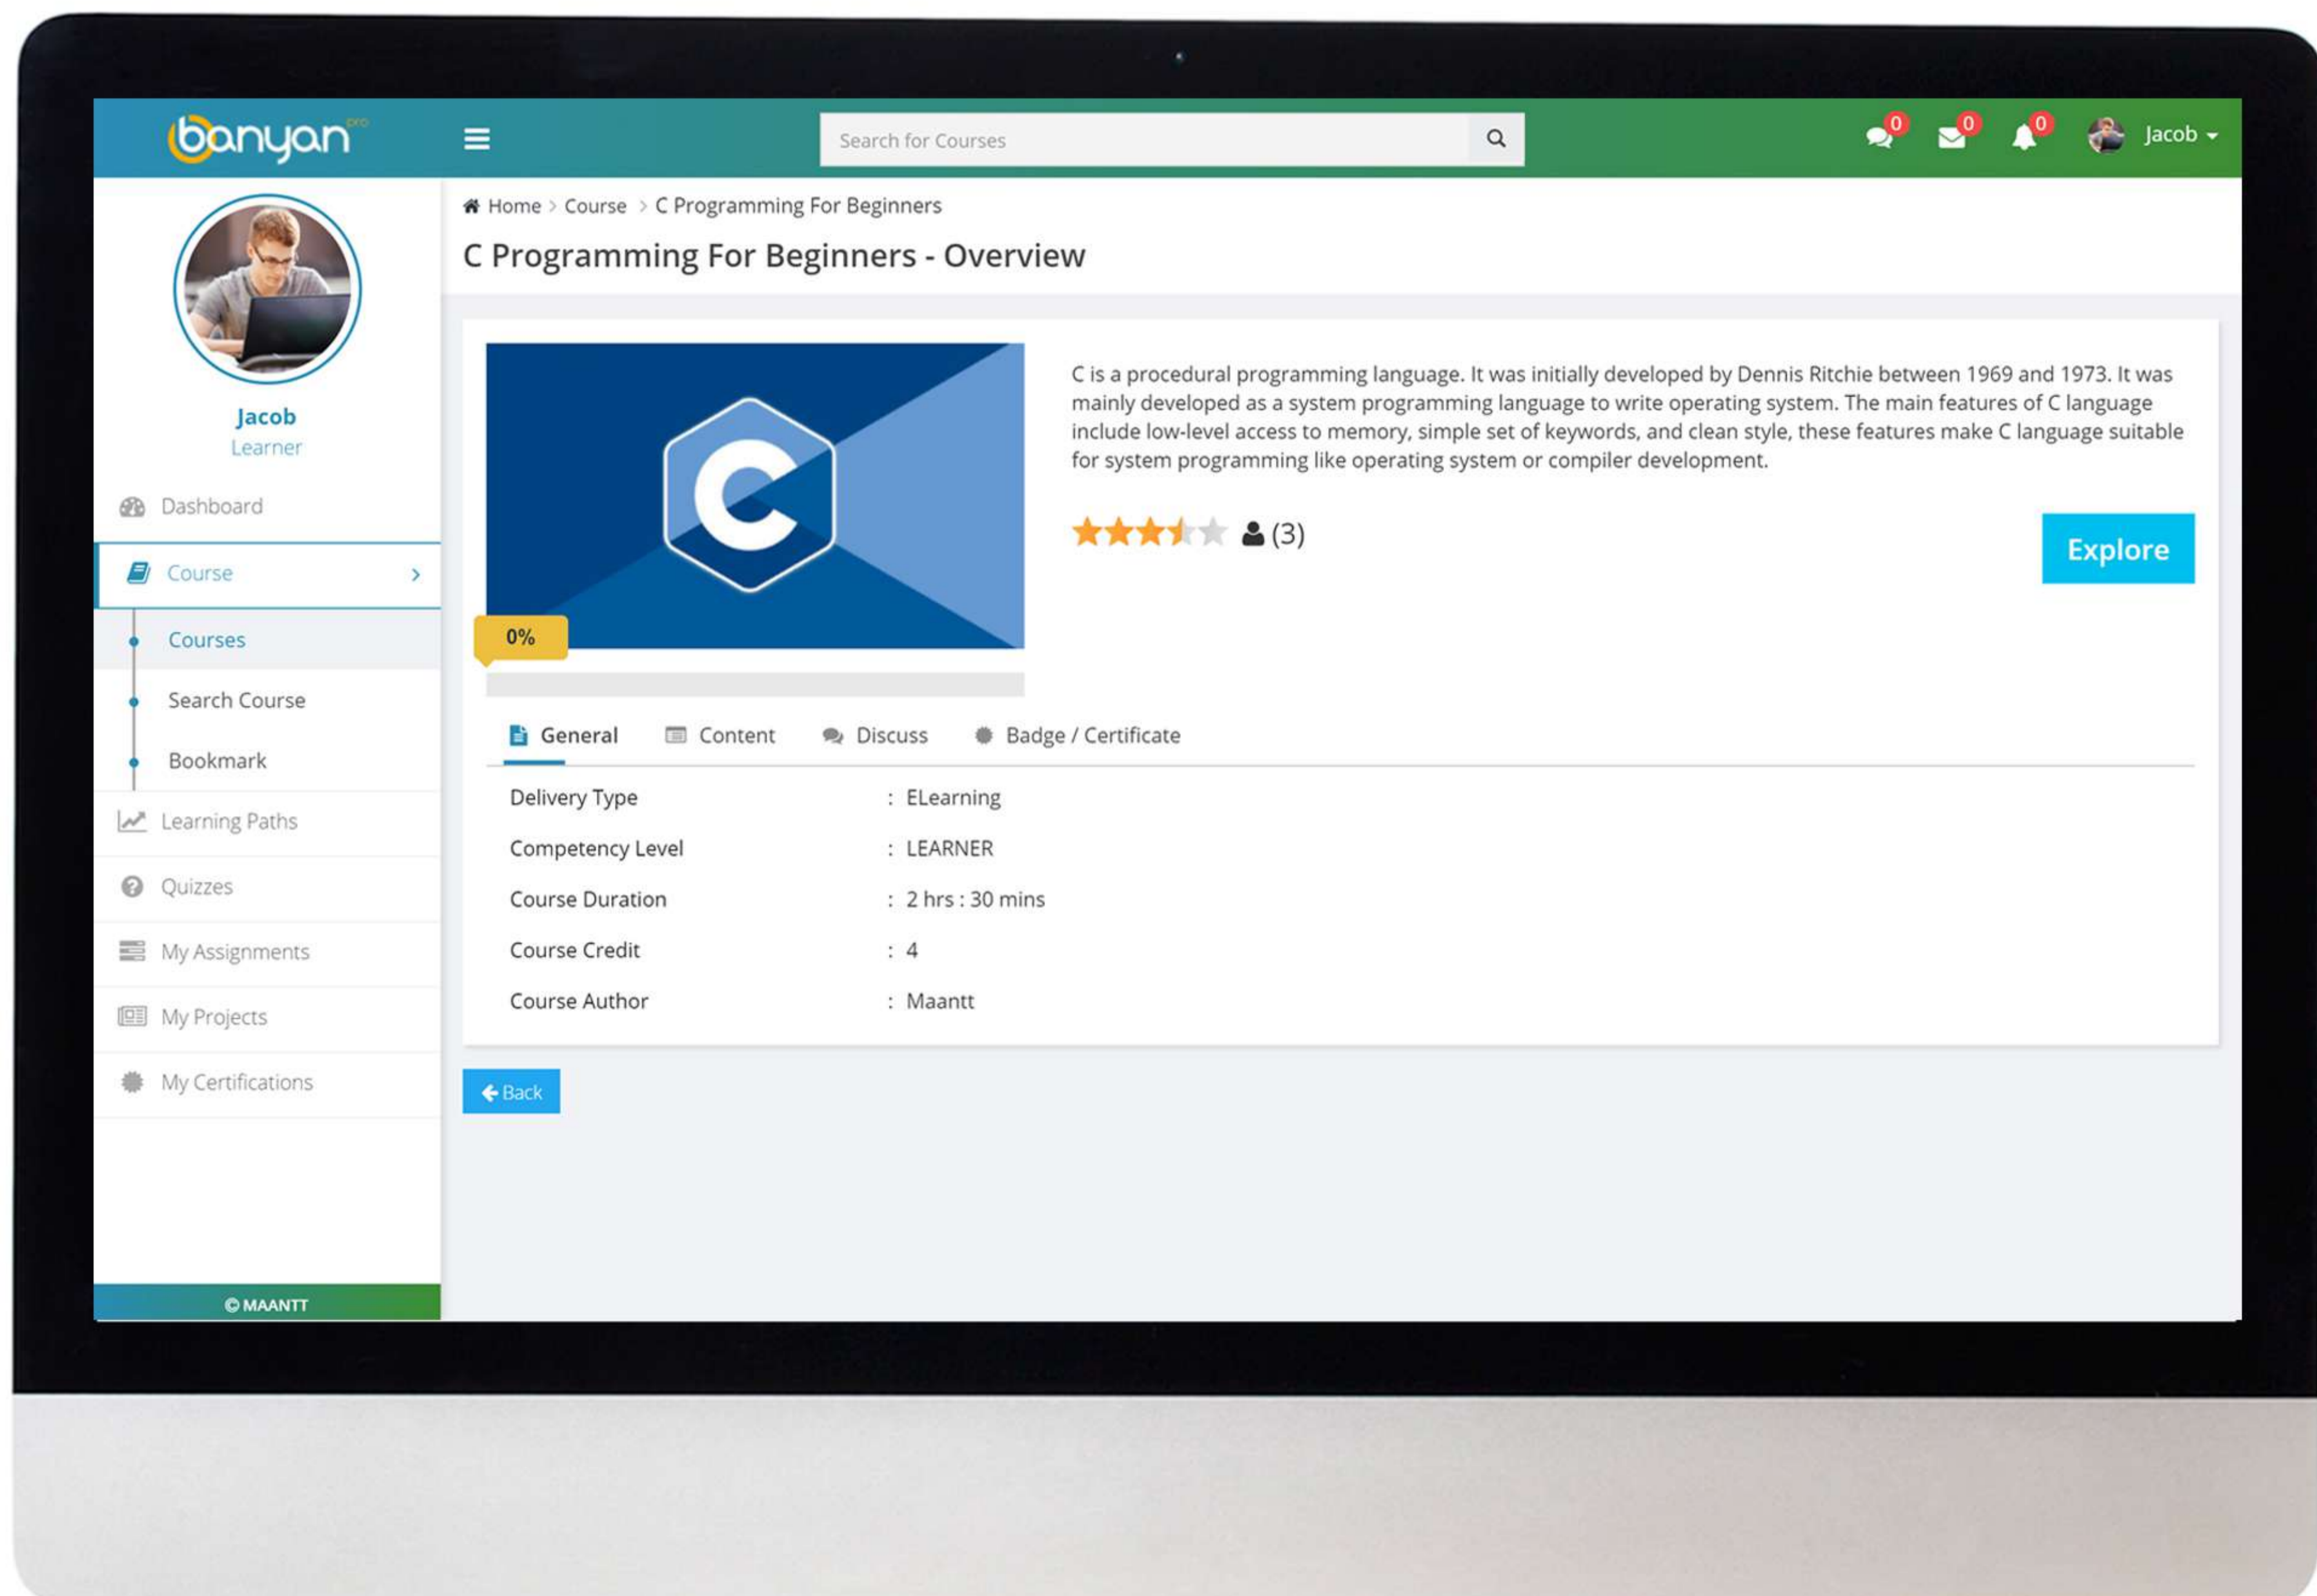 banyan pro
Search for Courses
0
0
0
Jacob
Jacob
Learner
Dashboard
Course
Courses
Search Course
Bookmark
Learning Paths
Quizzes
My Assignments
My Projects
My Certifications
© MAANTT
Home > Course > C Programming For Beginners
C Programming For Beginners - Overview
C
0%
C is a procedural programming language. It was initially developed by Dennis Ritchie between 1969 and 1973. It was
mainly developed as a system programming language to write operating system. The main features of C language
include low-level access to memory, simple set of keywords, and clean style, these features make C language suitable
for system programming like operating system or compiler development.
(3)
Explore
General Content Discuss Badge / Certificate
Delivery Type : ELearning
Competency Level : LEARNER
Course Duration : 2 hrs : 30 mins
Course Credit : 4
Course Author : Maantt
Back